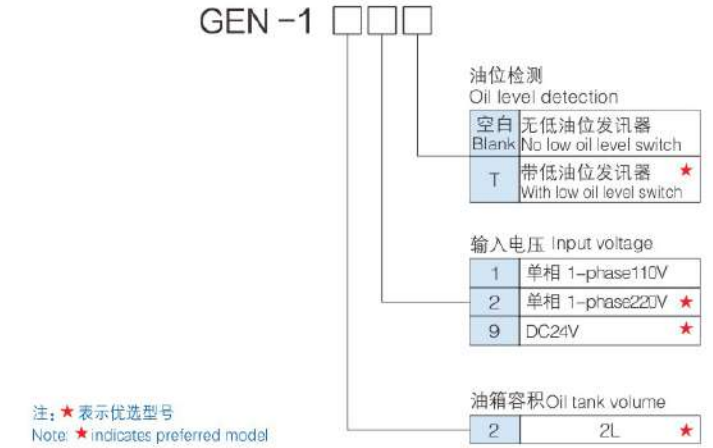 GEN-1 □□□
油位检测
Oil level detection
空白 无低油位发讯器
Blank No low oil level switch
T 带低油位发讯器 ★
With low oil level switch
输入电压 Input voltage
1 单相 1-phase110V
2 单相 1-phase220V ★
9 DC24V ★
油箱容积Oil tank volume
2 2L ★
注:★表示优选型号
Note: ★indicates preferred model